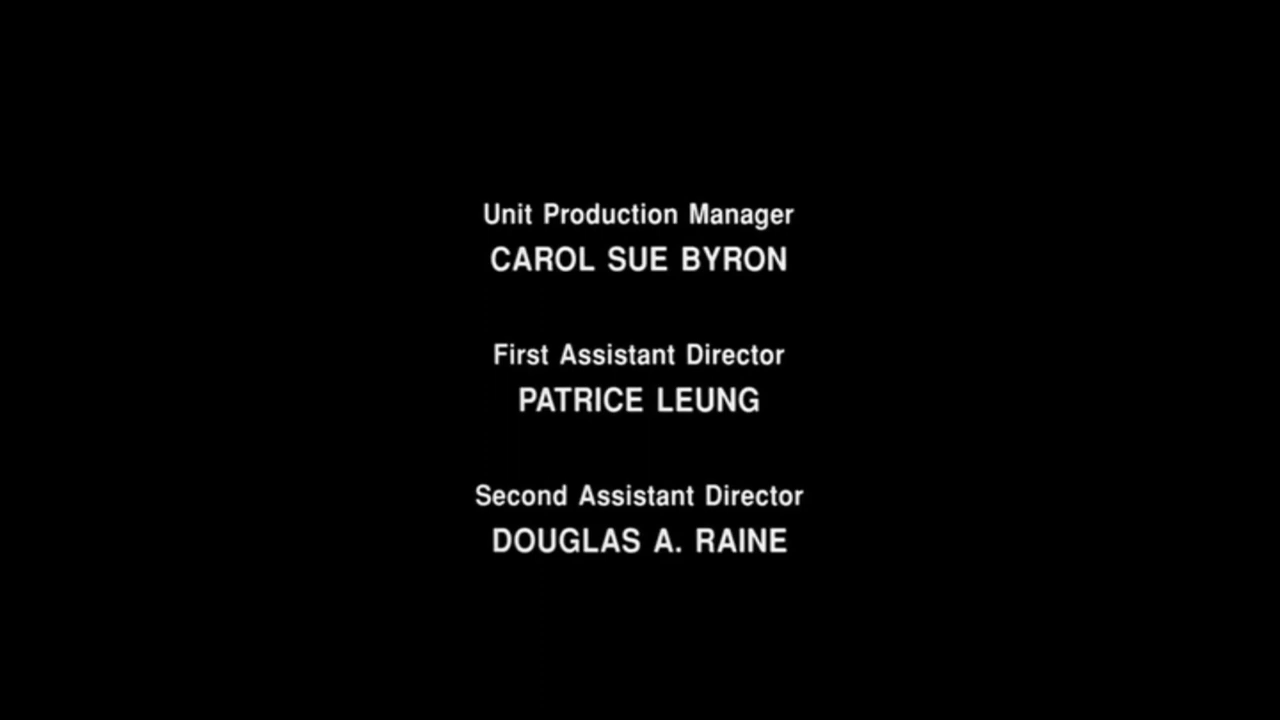 Unit Production Manager
CAROL SUE BYRON
First Assistant Director
PATRICE LEUNG
Second Assistant Director
DOUGLAS A. RAINE